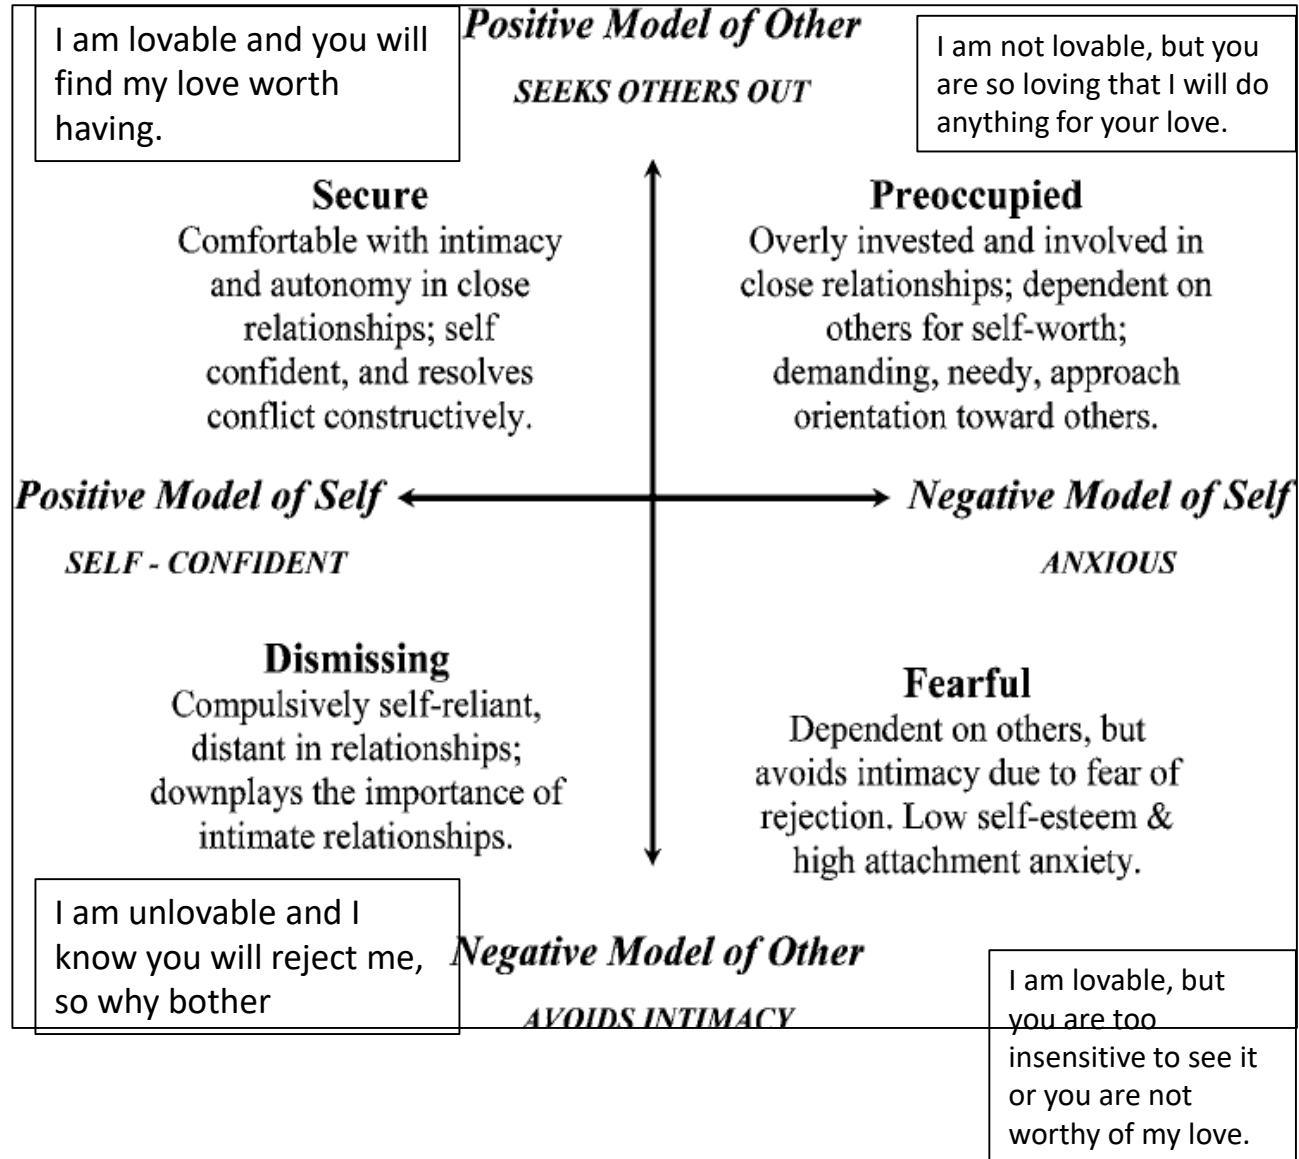 I am lovable and you will
find my love worth
having.
Positive Model of Other
SEEKS OTHERS OUT
I am not lovable, but you
are so loving that I will do
anything for your love.
Secure
Comfortable with intimacy
and autonomy in close
relationships; self
confident, and resolves
conflict constructively.
Preoccupied
Overly invested and involved in
close relationships; dependent on
others for self-worth;
demanding, needy, approach
orientation toward others.
Positive Model of Self
SELF - CONFIDENT
Negative Model of Self
ANXIOUS
Dismissing
Compulsively self-reliant,
distant in relationships;
downplays the importance of
intimate relationships.
Fearful
Dependent on others, but
avoids intimacy due to fear of
rejection. Low self-esteem &
high attachment anxiety.
I am unlovable and I
know you will reject me,
so why bother
Negative Model of Other
AVOIDS INTIMACY
I am lovable, but
you are too
insensitive to see it
or you are not
worthy of my love.